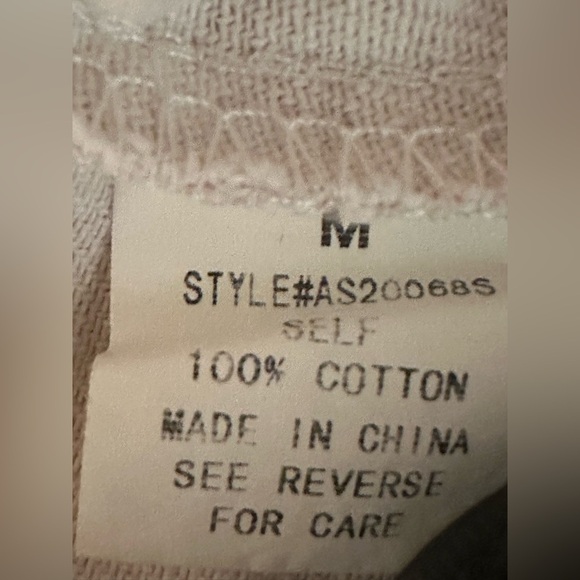 M
STYLE#AS20068S
SELF
100% COTTON
MADE IN CHINA
SEE REVERSE
FOR CARE